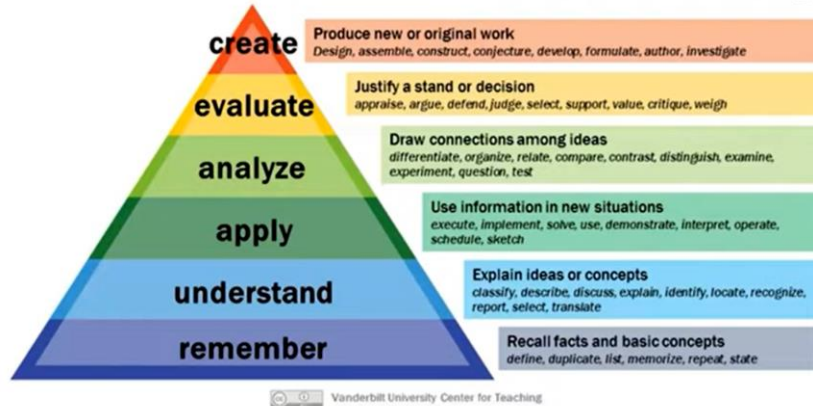 create
Produce new or original work
Design, assemble, construct, conjecture, develop, formulate, author, investigate
evaluate
Justify a stand or decision
appraise, argue, defend, judge, select, support, value, critique, weigh
analyze
Draw connections among ideas
differentiate, organize, relate, compare, contrast, distinguish, examine,
experiment, question, test
apply
Use information in new situations
execute, implement, solve, use, demonstrate, interpret, operate,
schedule, sketch
understand
Explain ideas or concepts
classify, describe, discuss, explain, identify, locate, recognize,
report, select, translate
remember
Recall facts and basic concepts
define, duplicate, list, memorize, repeat, state
Vanderbilt University Center for Teaching